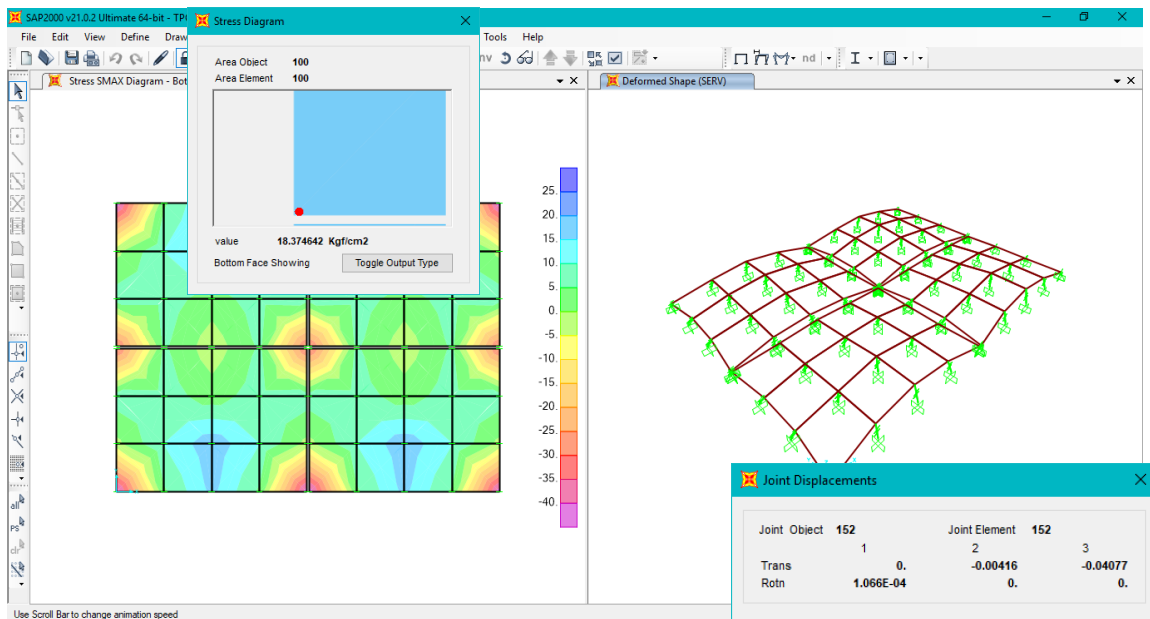 SAP2000 v21.0.2 Ultimate 64-bit - TP
File Edit View Define Draw
Tools Help
nd
Stress SMAX Diagram - Bot
Deformed Shape (SERV)
Stress Diagram
Area Object 100
Area Element 100
value 18.374642 Kgf/cm2
Bottom Face Showing Toggle Output Type
25.
20.
15.
10.
5.
0.
-5.
-10.
-15.
-20.
-25.
-30.
-35.
-40.
all
PS
clr
Joint Displacements
Joint Object 152 Joint Element 152
1 2 3
Trans 0. -0.00416 -0.04077
Rotn 1.066E-04 0. 0.
Use Scroll Bar to change animation speed